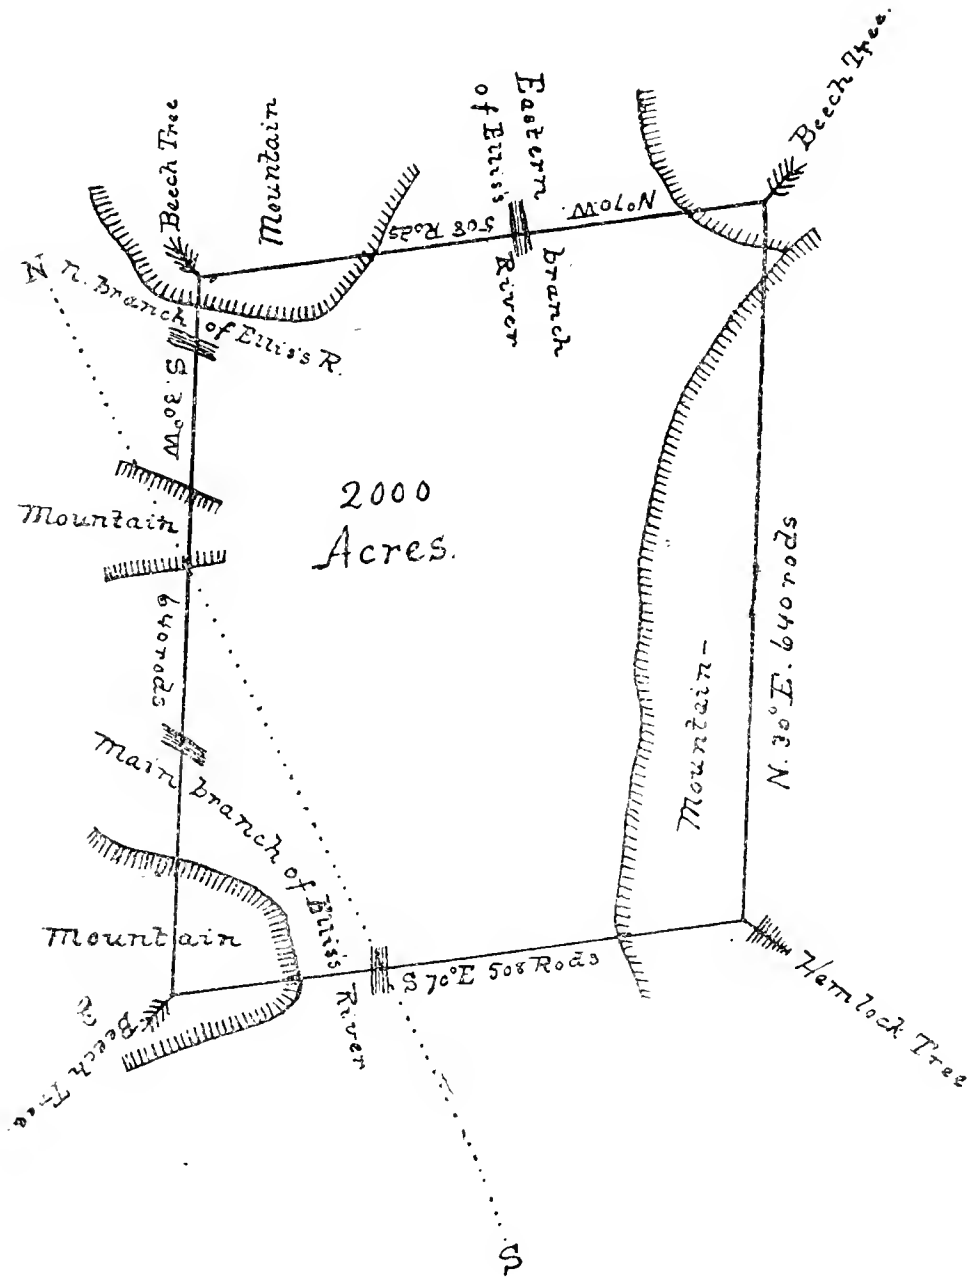 Beech Tree.
Beech Tree
Mountain
Eastern branch
of Ellis's River
N 70° W.
508 Rods
N
n. Branch of Ellis's R.
S. 30° W
2000
Acres.
Mountain
640 rods
N. 30° E. 640 rods
Mountain-
Main branch of Ellis's River
Mountain
S 70° E 508 Rods
Hemlock Tree
Beech Tree
S